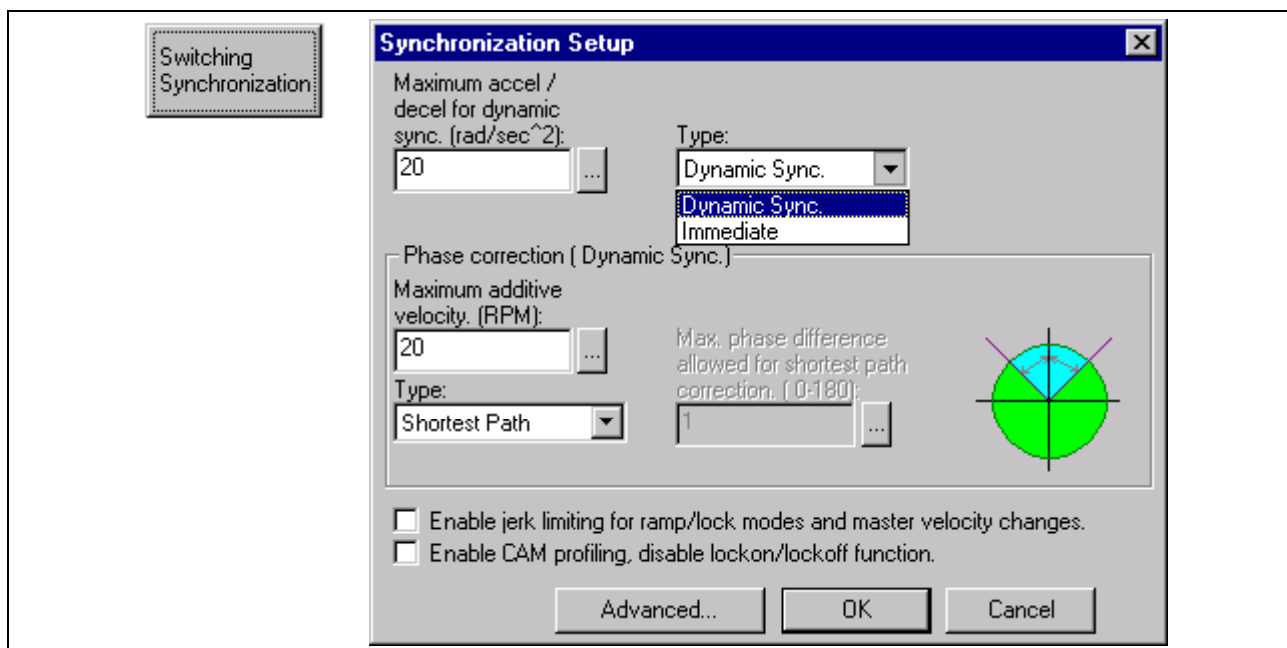 Switching
Synchronization
Synchronization Setup
Maximum accel /
decel for dynamic
sync. (rad/sec^2):
20
...
Type:
Dynamic Sync.
Dynamic Sync.
Immediate
Phase correction ( Dynamic Sync.)
Maximum additive
velocity. (RPM):
20
...
Type:
Shortest Path
Max. phase difference
allowed for shortest path
correction. ( 0-180):
1
...
Enable jerk limiting for ramp/lock modes and master velocity changes.
Enable CAM profiling, disable lockon/lockoff function.
Advanced...
OK
Cancel